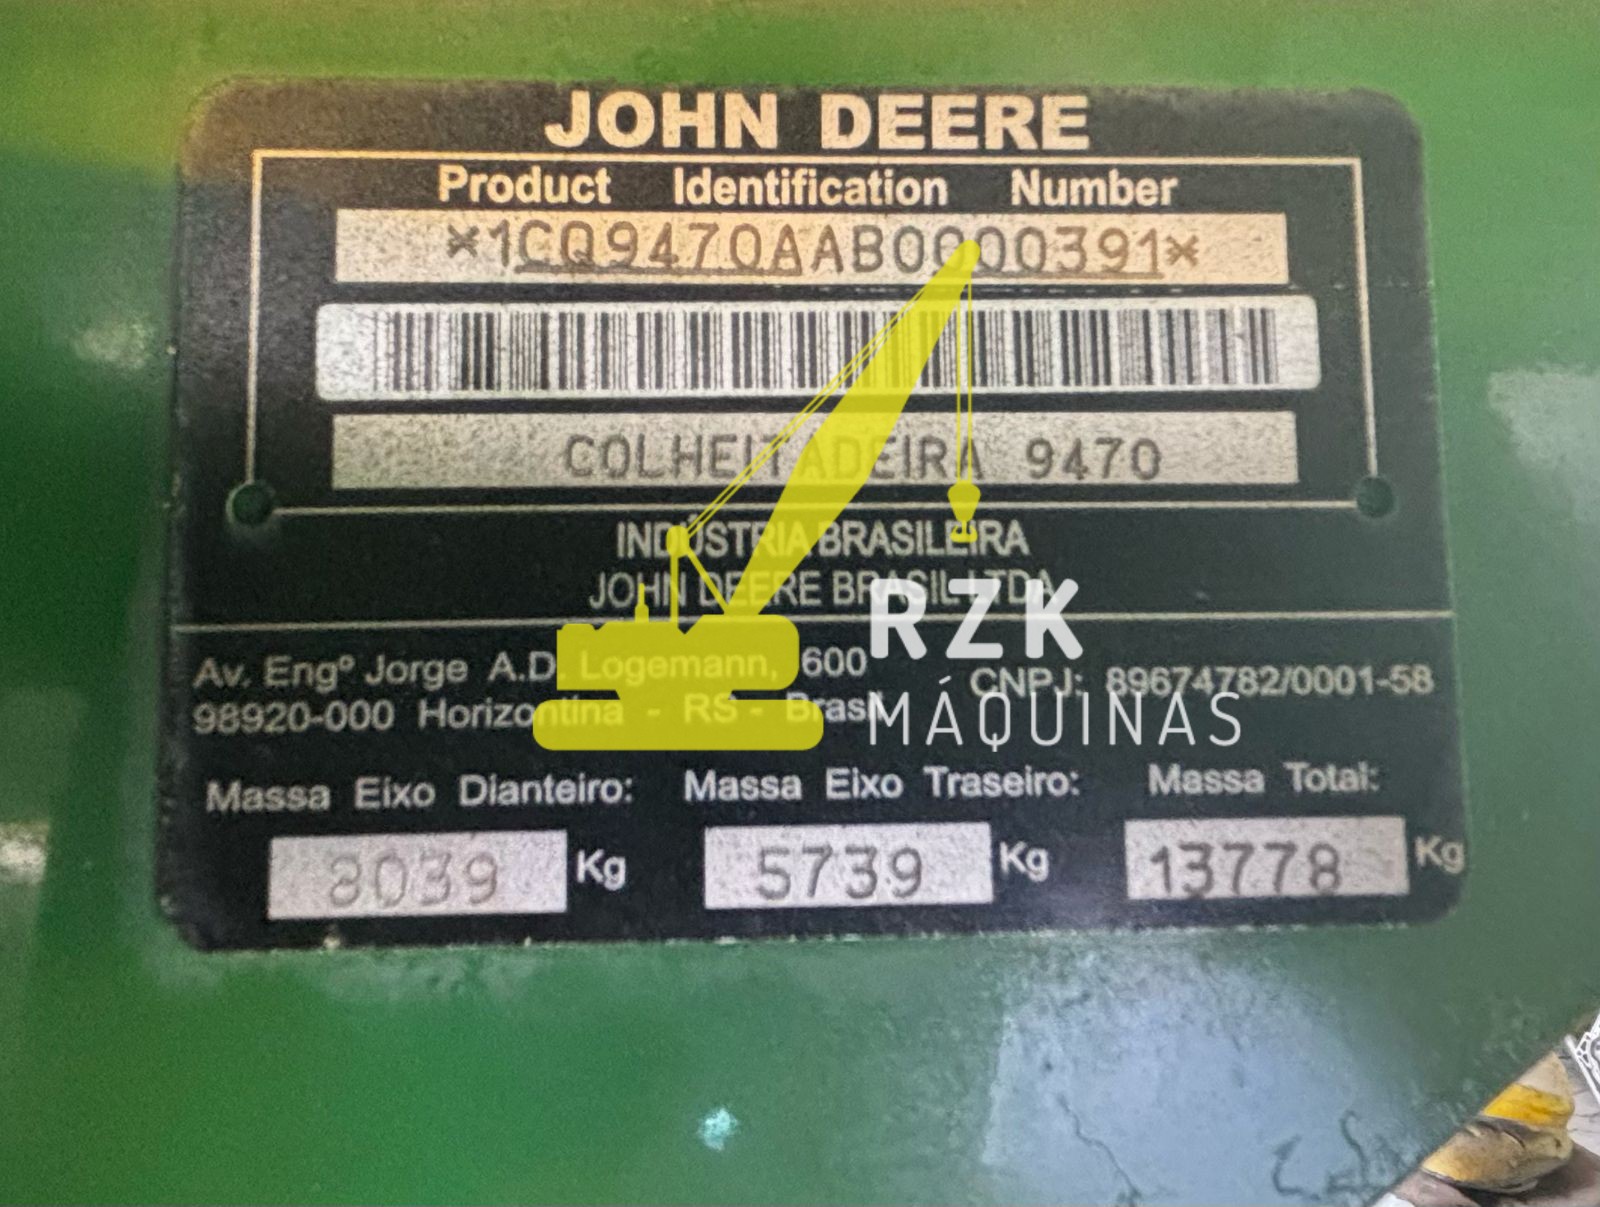 JOHN DEERE
Product Identification Number
*1CQ9470AAB0000391*
COLHEITADEIRA 9470
INDÚSTRIA BRASILEIRA
JOHN DEERE BRASIL LTDA
RZK
MÁQUINAS
Av. Engº Jorge A.D. Logemann, 600
98920-000 Horizontina - RS - Brasil
CNPJ: 89674782/0001-58
Massa Eixo Dianteiro: Massa Eixo Traseiro: Massa Total:
8039 Kg 5739 Kg 13778 Kg